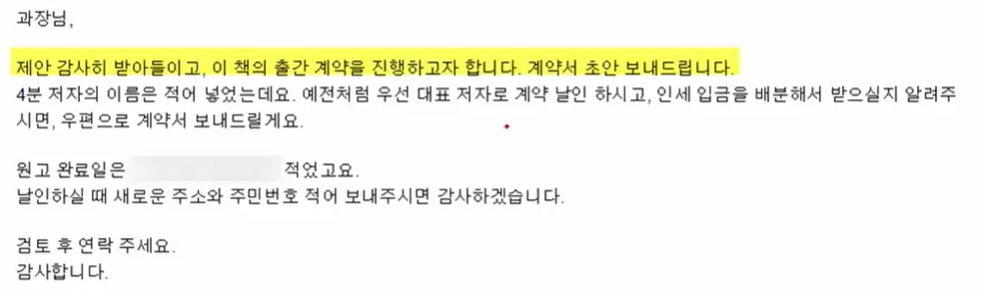 과장님,
제안 감사히 받아들이고, 이 책의 출간 계약을 진행하고자 합니다. 계약서 초안 보내드립니다.
4분 저자의 이름은 적어 넣었는데요. 예전처럼 우선 대표 저자로 계약 날인 하시고, 인세 입금을 배분해서 받으실지 알려주
시면, 우편으로 계약서 보내드릴게요.
원고 완료일은 적었고요.
날인하실 때 새로운 주소와 주민번호 적어 보내주시면 감사하겠습니다.
검토 후 연락 주세요.
감사합니다.